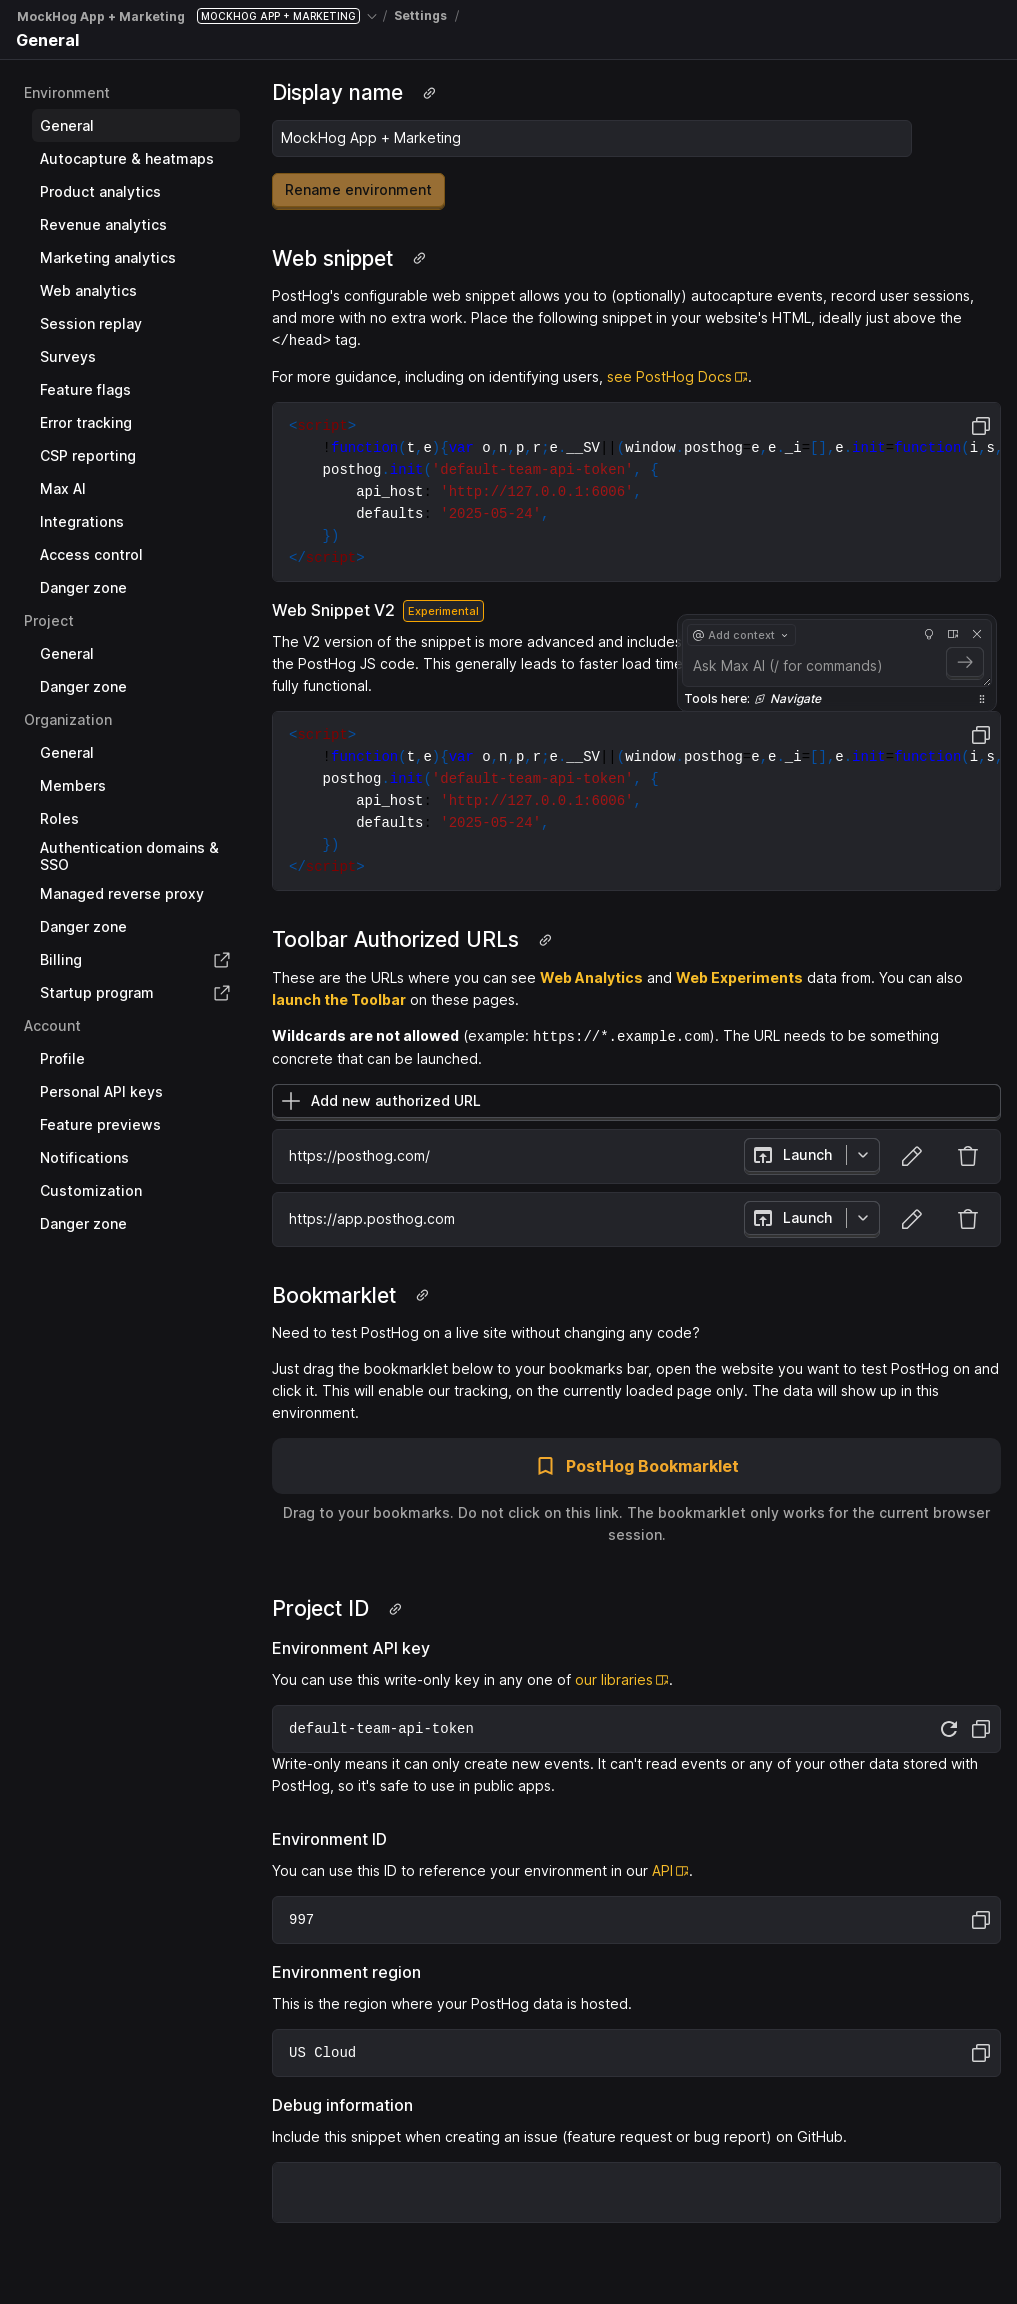 MockHog App + Marketing MOCKHOG APP + MARKETING / Settings /
General
Environment
General
Autocapture & heatmaps
Product analytics
Revenue analytics
Marketing analytics
Web analytics
Session replay
Surveys
Feature flags
Error tracking
CSP reporting
Max AI
Integrations
Access control
Danger zone
Project
General
Danger zone
Organization
General
Members
Roles
Authentication domains &
SSO
Managed reverse proxy
Danger zone
Billing
Startup program
Account
Profile
Personal API keys
Feature previews
Notifications
Customization
Danger zone
Display name
MockHog App + Marketing
Rename environment
Web snippet
PostHog's configurable web snippet allows you to (optionally) autocapture events, record user sessions,
and more with no extra work. Place the following snippet in your website's HTML, ideally just above the
</head> tag.
For more guidance, including on identifying users, see PostHog Docs.
<script>
!function(t,e){var o,n,p,r;e.__SV||(window.posthog=e,e._i=[],e.init=function(i,s,
posthog.init('default-team-api-token', {
api_host: 'http://127.0.0.1:6006',
defaults: '2025-05-24',
})
</script>
Web Snippet V2 Experimental
The V2 version of the snippet is more advanced and includes
the PostHog JS code. This generally leads to faster load time
fully functional.
@ Add context
Ask Max AI (/ for commands)
Tools here: Navigate
<script>
!function(t,e){var o,n,p,r;e.__SV||(window.posthog=e,e._i=[],e.init=function(i,s,
posthog.init('default-team-api-token', {
api_host: 'http://127.0.0.1:6006',
defaults: '2025-05-24',
})
</script>
Toolbar Authorized URLs
These are the URLs where you can see Web Analytics and Web Experiments data from. You can also
launch the Toolbar on these pages.
Wildcards are not allowed (example: https://*.example.com). The URL needs to be something
concrete that can be launched.
Add new authorized URL
https://posthog.com/ Launch
https://app.posthog.com Launch
Bookmarklet
Need to test PostHog on a live site without changing any code?
Just drag the bookmarklet below to your bookmarks bar, open the website you want to test PostHog on and
click it. This will enable our tracking, on the currently loaded page only. The data will show up in this
environment.
PostHog Bookmarklet
Drag to your bookmarks. Do not click on this link. The bookmarklet only works for the current browser
session.
Project ID
Environment API key
You can use this write-only key in any one of our libraries.
default-team-api-token
Write-only means it can only create new events. It can't read events or any of your other data stored with
PostHog, so it's safe to use in public apps.
Environment ID
You can use this ID to reference your environment in our API.
997
Environment region
This is the region where your PostHog data is hosted.
US Cloud
Debug information
Include this snippet when creating an issue (feature request or bug report) on GitHub.